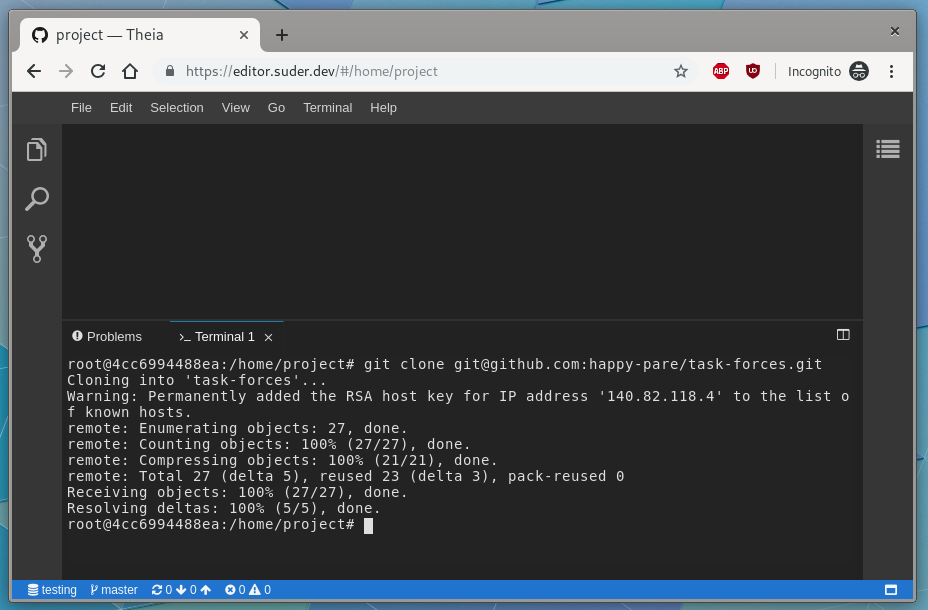 project — Theia
https://editor.suder.dev/#/home/project
ABP
UD
Incognito
File Edit Selection View Go Terminal Help
Problems
>_ Terminal 1
root@4cc6994488ea:/home/project# git clone git@github.com:happy-pare/task-forces.git
Cloning into 'task-forces'...
Warning: Permanently added the RSA host key for IP address '140.82.118.4' to the list o
f known hosts.
remote: Enumerating objects: 27, done.
remote: Counting objects: 100% (27/27), done.
remote: Compressing objects: 100% (21/21), done.
remote: Total 27 (delta 5), reused 23 (delta 3), pack-reused 0
Receiving objects: 100% (27/27), done.
Resolving deltas: 100% (5/5), done.
root@4cc6994488ea:/home/project#
testing master 0 0 0 0